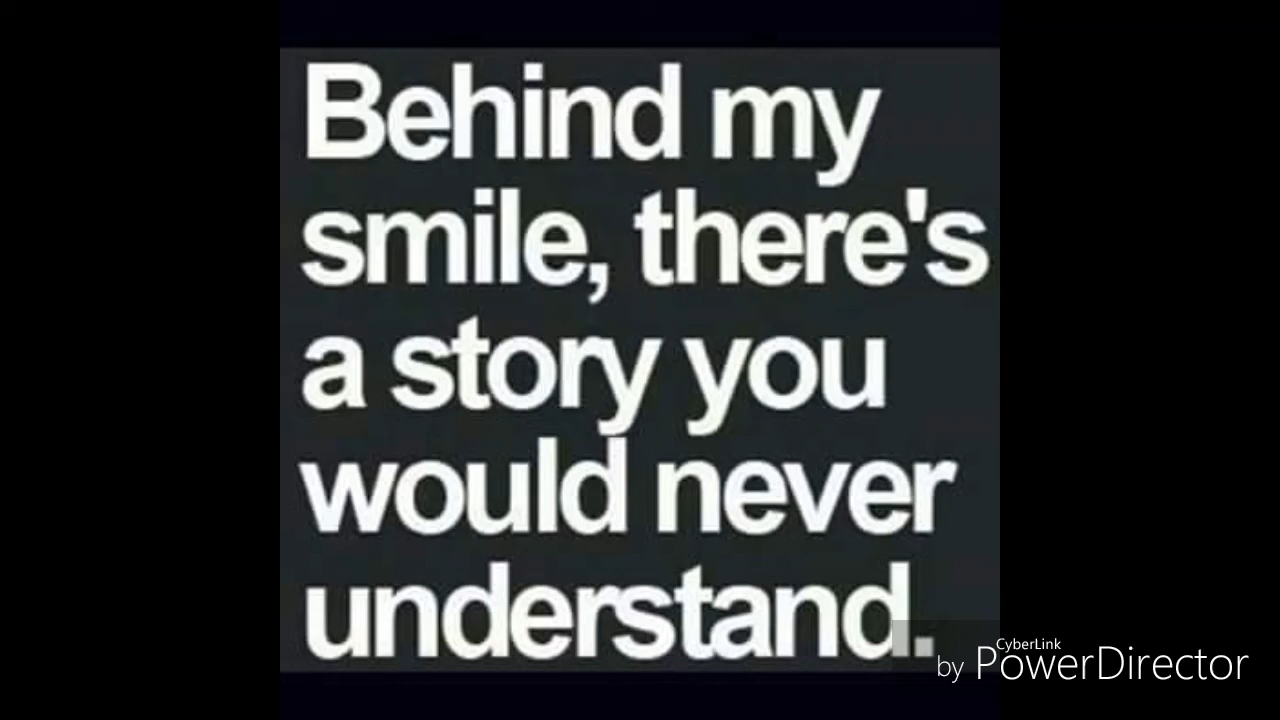 Behind my
smile, there's
a story you
would never
understand.
CyberLink
by PowerDirector